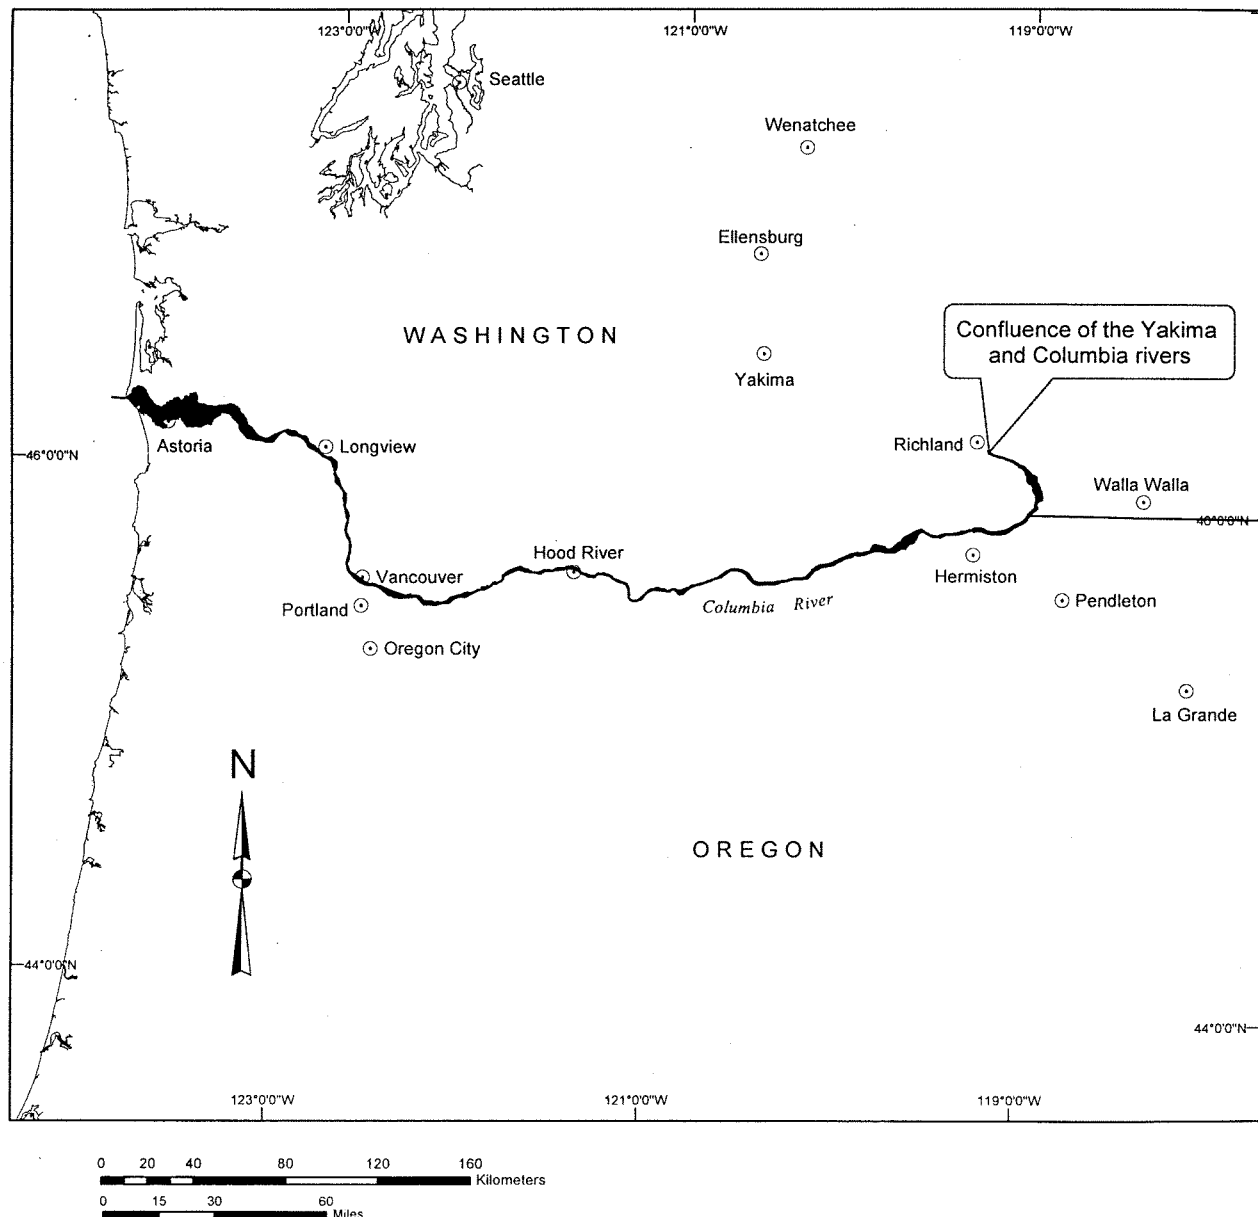 123°0'0"W
121°0'0"W
119°0'0"W
Seattle
Wenatchee
Ellensburg
WASHINGTON
Confluence of the Yakima
and Columbia rivers
Yakima
Astoria
Longview
Richland
46°0'0"N
Walla Walla
46°0'0"N
Hood River
Vancouver
Hermiston
Portland
Columbia River
Pendleton
Oregon City
La Grande
N
OREGON
44°0'0"N
44°0'0"N
123°0'0"W
121°0'0"W
119°0'0"W
0 20 40 80 120 160
Kilometers
0 15 30 60
Miles